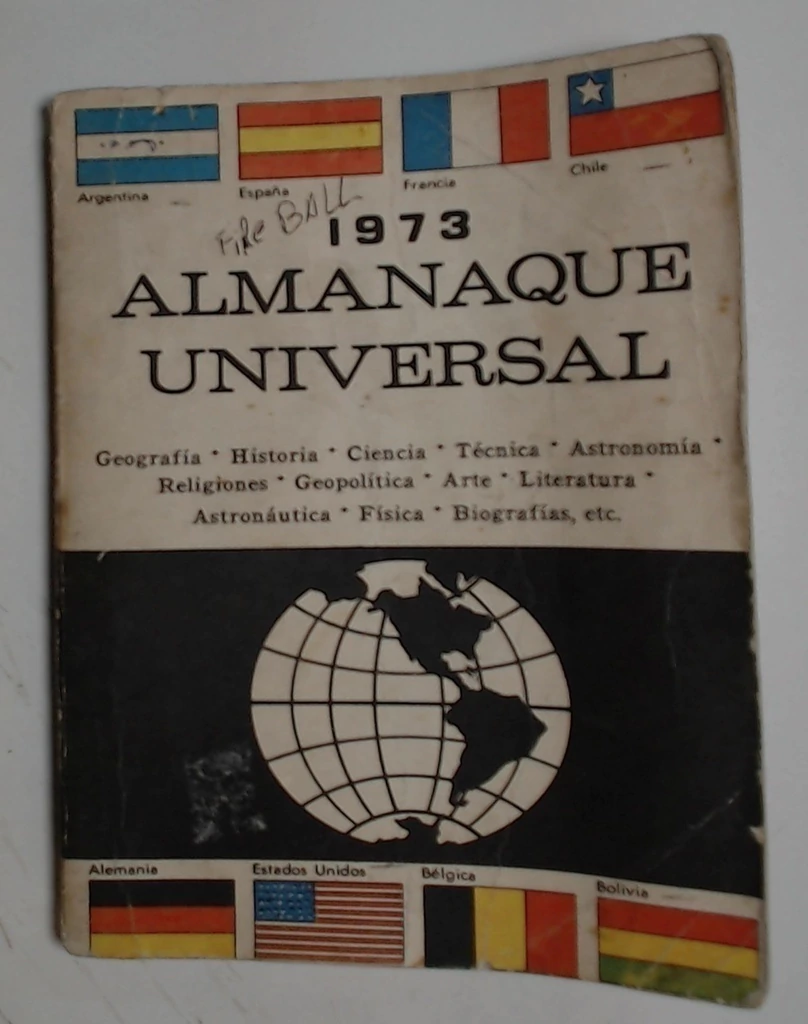 Argentina
España
Francia
Chile
Fire BALL
1973
ALMANAQUE
UNIVERSAL
Geografía * Historia * Ciencia * Técnica * Astronomía *
Religiones * Geopolítica * Arte * Literatura *
Astronáutica * Física * Biografías, etc.
Alemania
Estados Unidos
Bélgica
Bolivia